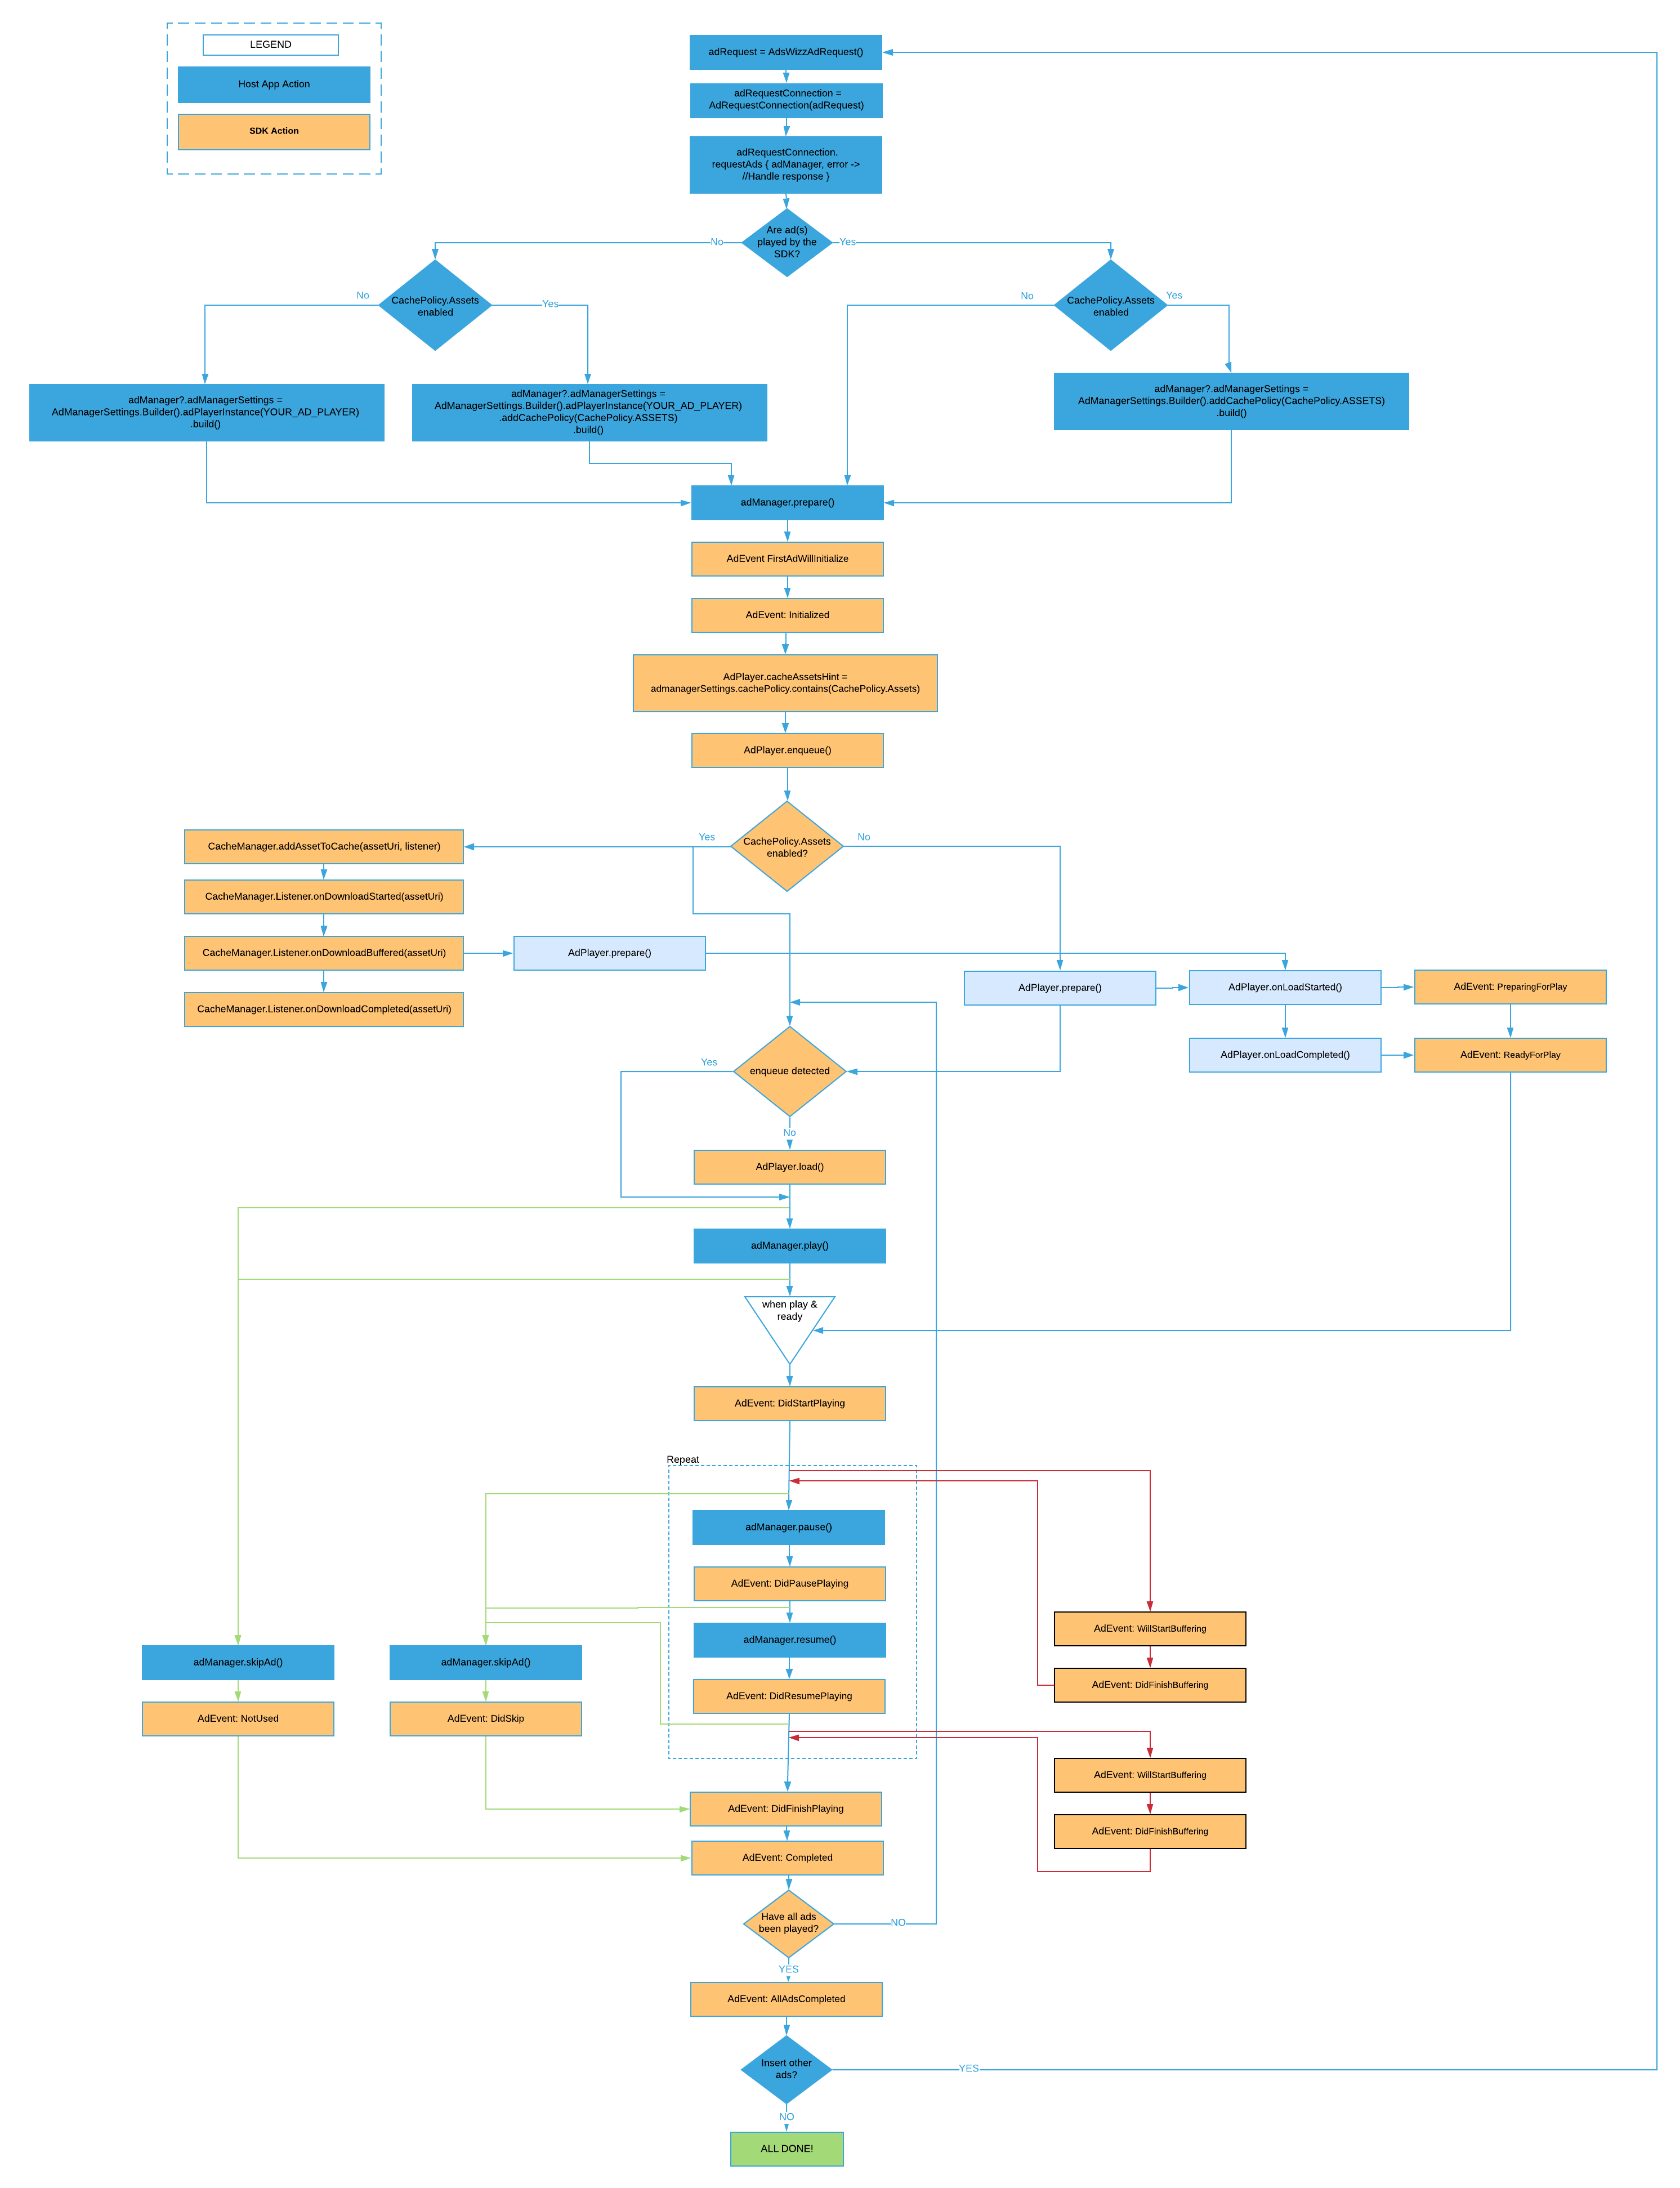 LEGEND
Host App Action
SDK Action
adRequest = AdsWizzAdRequest()
adRequestConnection =
AdRequestConnection(adRequest)
adRequestConnection.
requestAds { adManager, error ->
//Handle response }
Are ad(s)
played by the
SDK?
No
Yes
CachePolicy.Assets
enabled
No
Yes
CachePolicy.Assets
enabled
No
Yes
adManager?.adManagerSettings =
AdManagerSettings.Builder().adPlayerInstance(YOUR_AD_PLAYER)
.build()
adManager?.adManagerSettings =
AdManagerSettings.Builder().adPlayerInstance(YOUR_AD_PLAYER)
.addCachePolicy(CachePolicy.ASSETS)
.build()
adManager?.adManagerSettings =
AdManagerSettings.Builder().addCachePolicy(CachePolicy.ASSETS)
.build()
adManager.prepare()
AdEvent FirstAdWillInitialize
AdEvent: Initialized
AdPlayer.cacheAssetsHint =
admanagerSettings.cachePolicy.contains(CachePolicy.Assets)
AdPlayer.enqueue()
CachePolicy.Assets
enabled?
Yes
No
CacheManager.addAssetToCache(assetUri, listener)
CacheManager.Listener.onDownloadStarted(assetUri)
CacheManager.Listener.onDownloadBuffered(assetUri)
CacheManager.Listener.onDownloadCompleted(assetUri)
AdPlayer.prepare()
AdPlayer.prepare()
AdPlayer.onLoadStarted()
AdEvent: PreparingForPlay
AdPlayer.onLoadCompleted()
AdEvent: ReadyForPlay
enqueue detected
Yes
No
AdPlayer.load()
adManager.play()
when play &
ready
AdEvent: DidStartPlaying
Repeat
adManager.pause()
AdEvent: DidPausePlaying
adManager.resume()
AdEvent: DidResumePlaying
AdEvent: WillStartBuffering
AdEvent: DidFinishBuffering
adManager.skipAd()
AdEvent: NotUsed
adManager.skipAd()
AdEvent: DidSkip
AdEvent: WillStartBuffering
AdEvent: DidFinishBuffering
AdEvent: DidFinishPlaying
AdEvent: Completed
Have all ads
been played?
NO
YES
AdEvent: AllAdsCompleted
Insert other
ads?
YES
NO
ALL DONE!